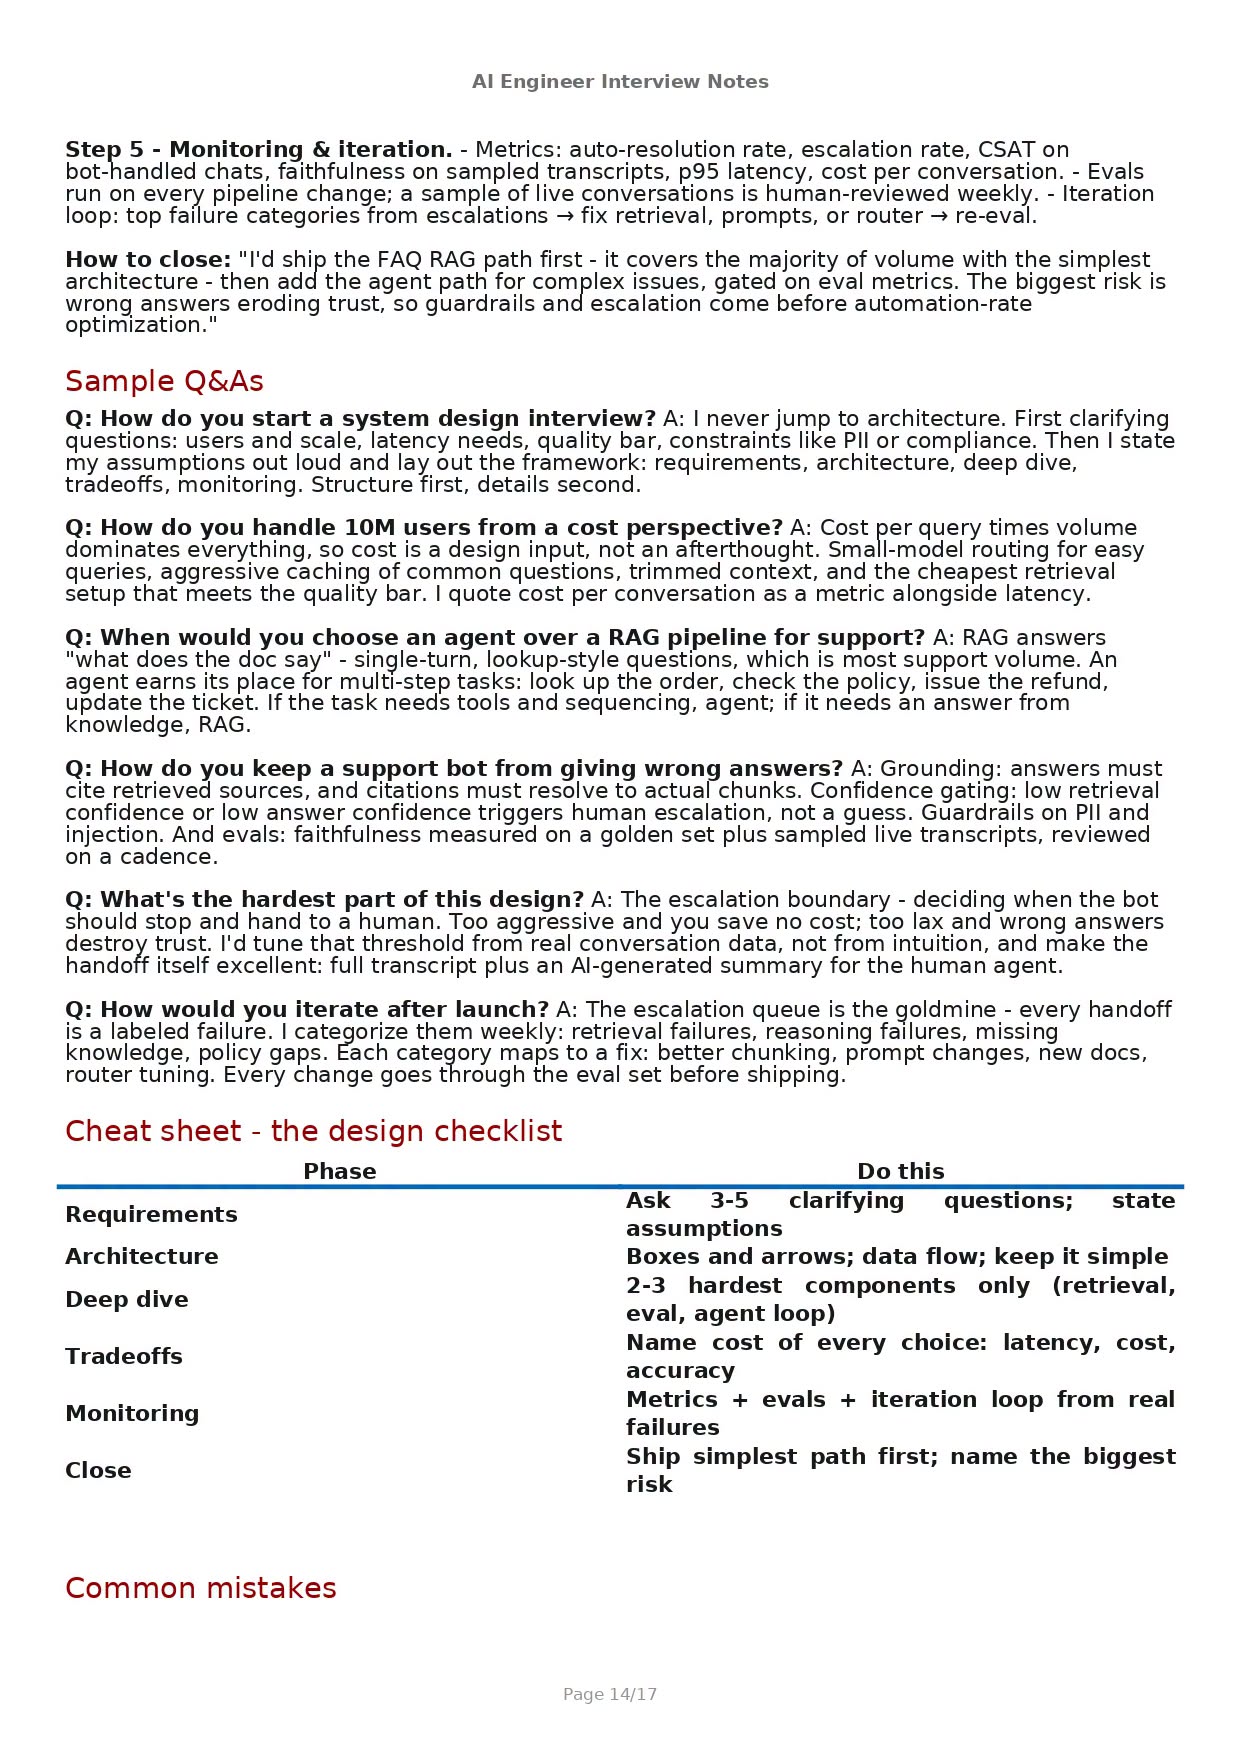 AI Engineer Interview Notes
Step 5 - Monitoring & iteration. - Metrics: auto-resolution rate, escalation rate, CSAT on
bot-handled chats, faithfulness on sampled transcripts, p95 latency, cost per conversation. - Evals
run on every pipeline change; a sample of live conversations is human-reviewed weekly. - Iteration
loop: top failure categories from escalations → fix retrieval, prompts, or router → re-eval.
How to close: "I'd ship the FAQ RAG path first - it covers the majority of volume with the simplest
architecture - then add the agent path for complex issues, gated on eval metrics. The biggest risk is
wrong answers eroding trust, so guardrails and escalation come before automation-rate
optimization."
Sample Q&As
Q: How do you start a system design interview? A: I never jump to architecture. First clarifying
questions: users and scale, latency needs, quality bar, constraints like PII or compliance. Then I state
my assumptions out loud and lay out the framework: requirements, architecture, deep dive,
tradeoffs, monitoring. Structure first, details second.
Q: How do you handle 10M users from a cost perspective? A: Cost per query times volume
dominates everything, so cost is a design input, not an afterthought. Small-model routing for easy
queries, aggressive caching of common questions, trimmed context, and the cheapest retrieval
setup that meets the quality bar. I quote cost per conversation as a metric alongside latency.
Q: When would you choose an agent over a RAG pipeline for support? A: RAG answers
"what does the doc say" - single-turn, lookup-style questions, which is most support volume. An
agent earns its place for multi-step tasks: look up the order, check the policy, issue the refund,
update the ticket. If the task needs tools and sequencing, agent; if it needs an answer from
knowledge, RAG.
Q: How do you keep a support bot from giving wrong answers? A: Grounding: answers must
cite retrieved sources, and citations must resolve to actual chunks. Confidence gating: low retrieval
confidence or low answer confidence triggers human escalation, not a guess. Guardrails on PII and
injection. And evals: faithfulness measured on a golden set plus sampled live transcripts, reviewed
on a cadence.
Q: What's the hardest part of this design? A: The escalation boundary - deciding when the bot
should stop and hand to a human. Too aggressive and you save no cost; too lax and wrong answers
destroy trust. I'd tune that threshold from real conversation data, not from intuition, and make the
handoff itself excellent: full transcript plus an AI-generated summary for the human agent.
Q: How would you iterate after launch? A: The escalation queue is the goldmine - every handoff
is a labeled failure. I categorize them weekly: retrieval failures, reasoning failures, missing
knowledge, policy gaps. Each category maps to a fix: better chunking, prompt changes, new docs,
router tuning. Every change goes through the eval set before shipping.
Cheat sheet - the design checklist
Phase Do this
Requirements Ask 3-5 clarifying questions; state
assumptions
Architecture Boxes and arrows; data flow; keep it simple
Deep dive 2-3 hardest components only (retrieval,
eval, agent loop)
Tradeoffs Name cost of every choice: latency, cost,
accuracy
Monitoring Metrics + evals + iteration loop from real
failures
Close Ship simplest path first; name the biggest
risk
Common mistakes
Page 14/17